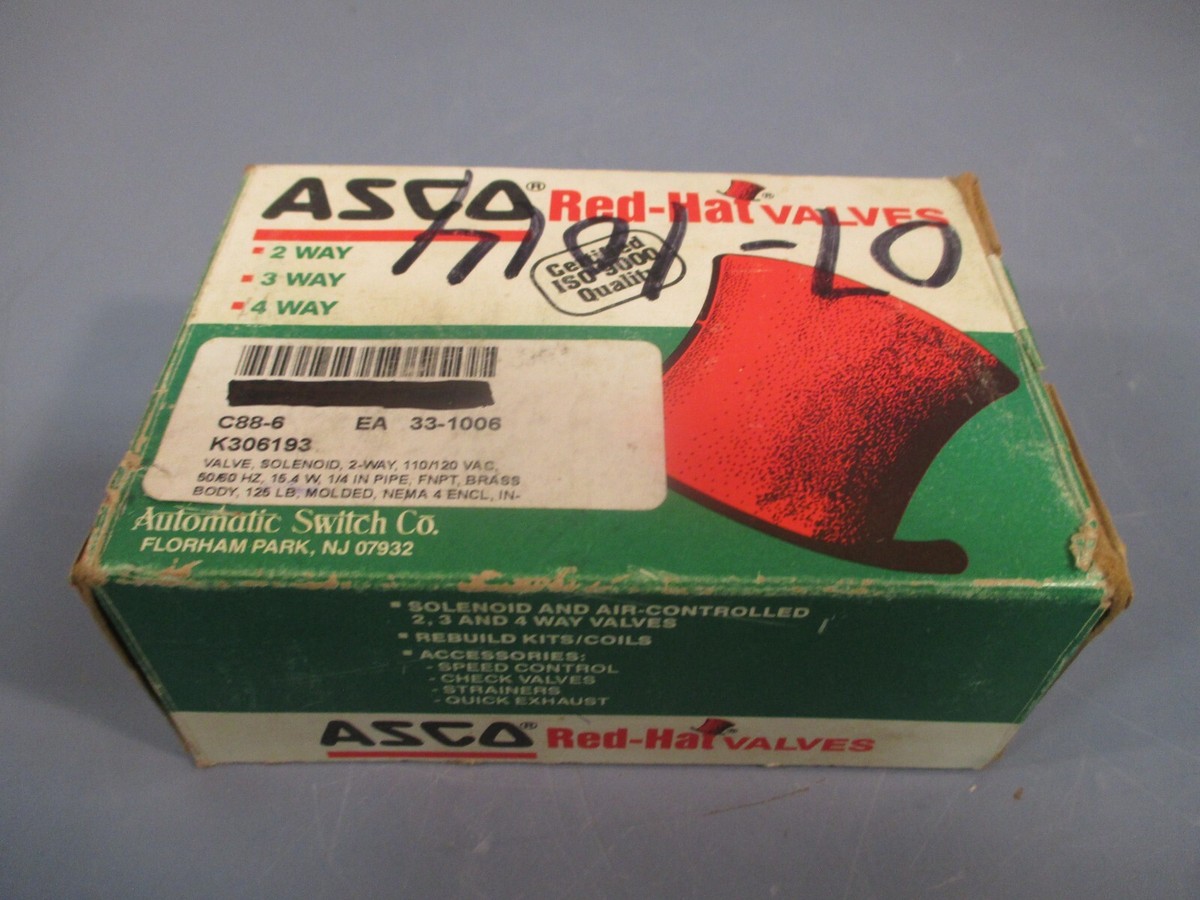 ASCO® Red-Hat® VALVES
2 WAY
3 WAY
4 WAY
Certified
ISO 9000
Quality
C88-6 EA 33-1006
K306193
VALVE, SOLENOID, 2-WAY, 110/120 VAC,
50/60 HZ, 15.4 W, 1/4 IN PIPE, FNPT, BRASS
BODY, 125 LB, MOLDED, NEMA 4 ENCL, IN-
Automatic Switch Co.
FLORHAM PARK, NJ 07932
SOLENOID AND AIR-CONTROLLED
2, 3 AND 4 WAY VALVES
REBUILD KITS/COILS
ACCESSORIES:
- SPEED CONTROL
- CHECK VALVES
- STRAINERS
- QUICK EXHAUST
ASCO® Red-Hat® VALVES